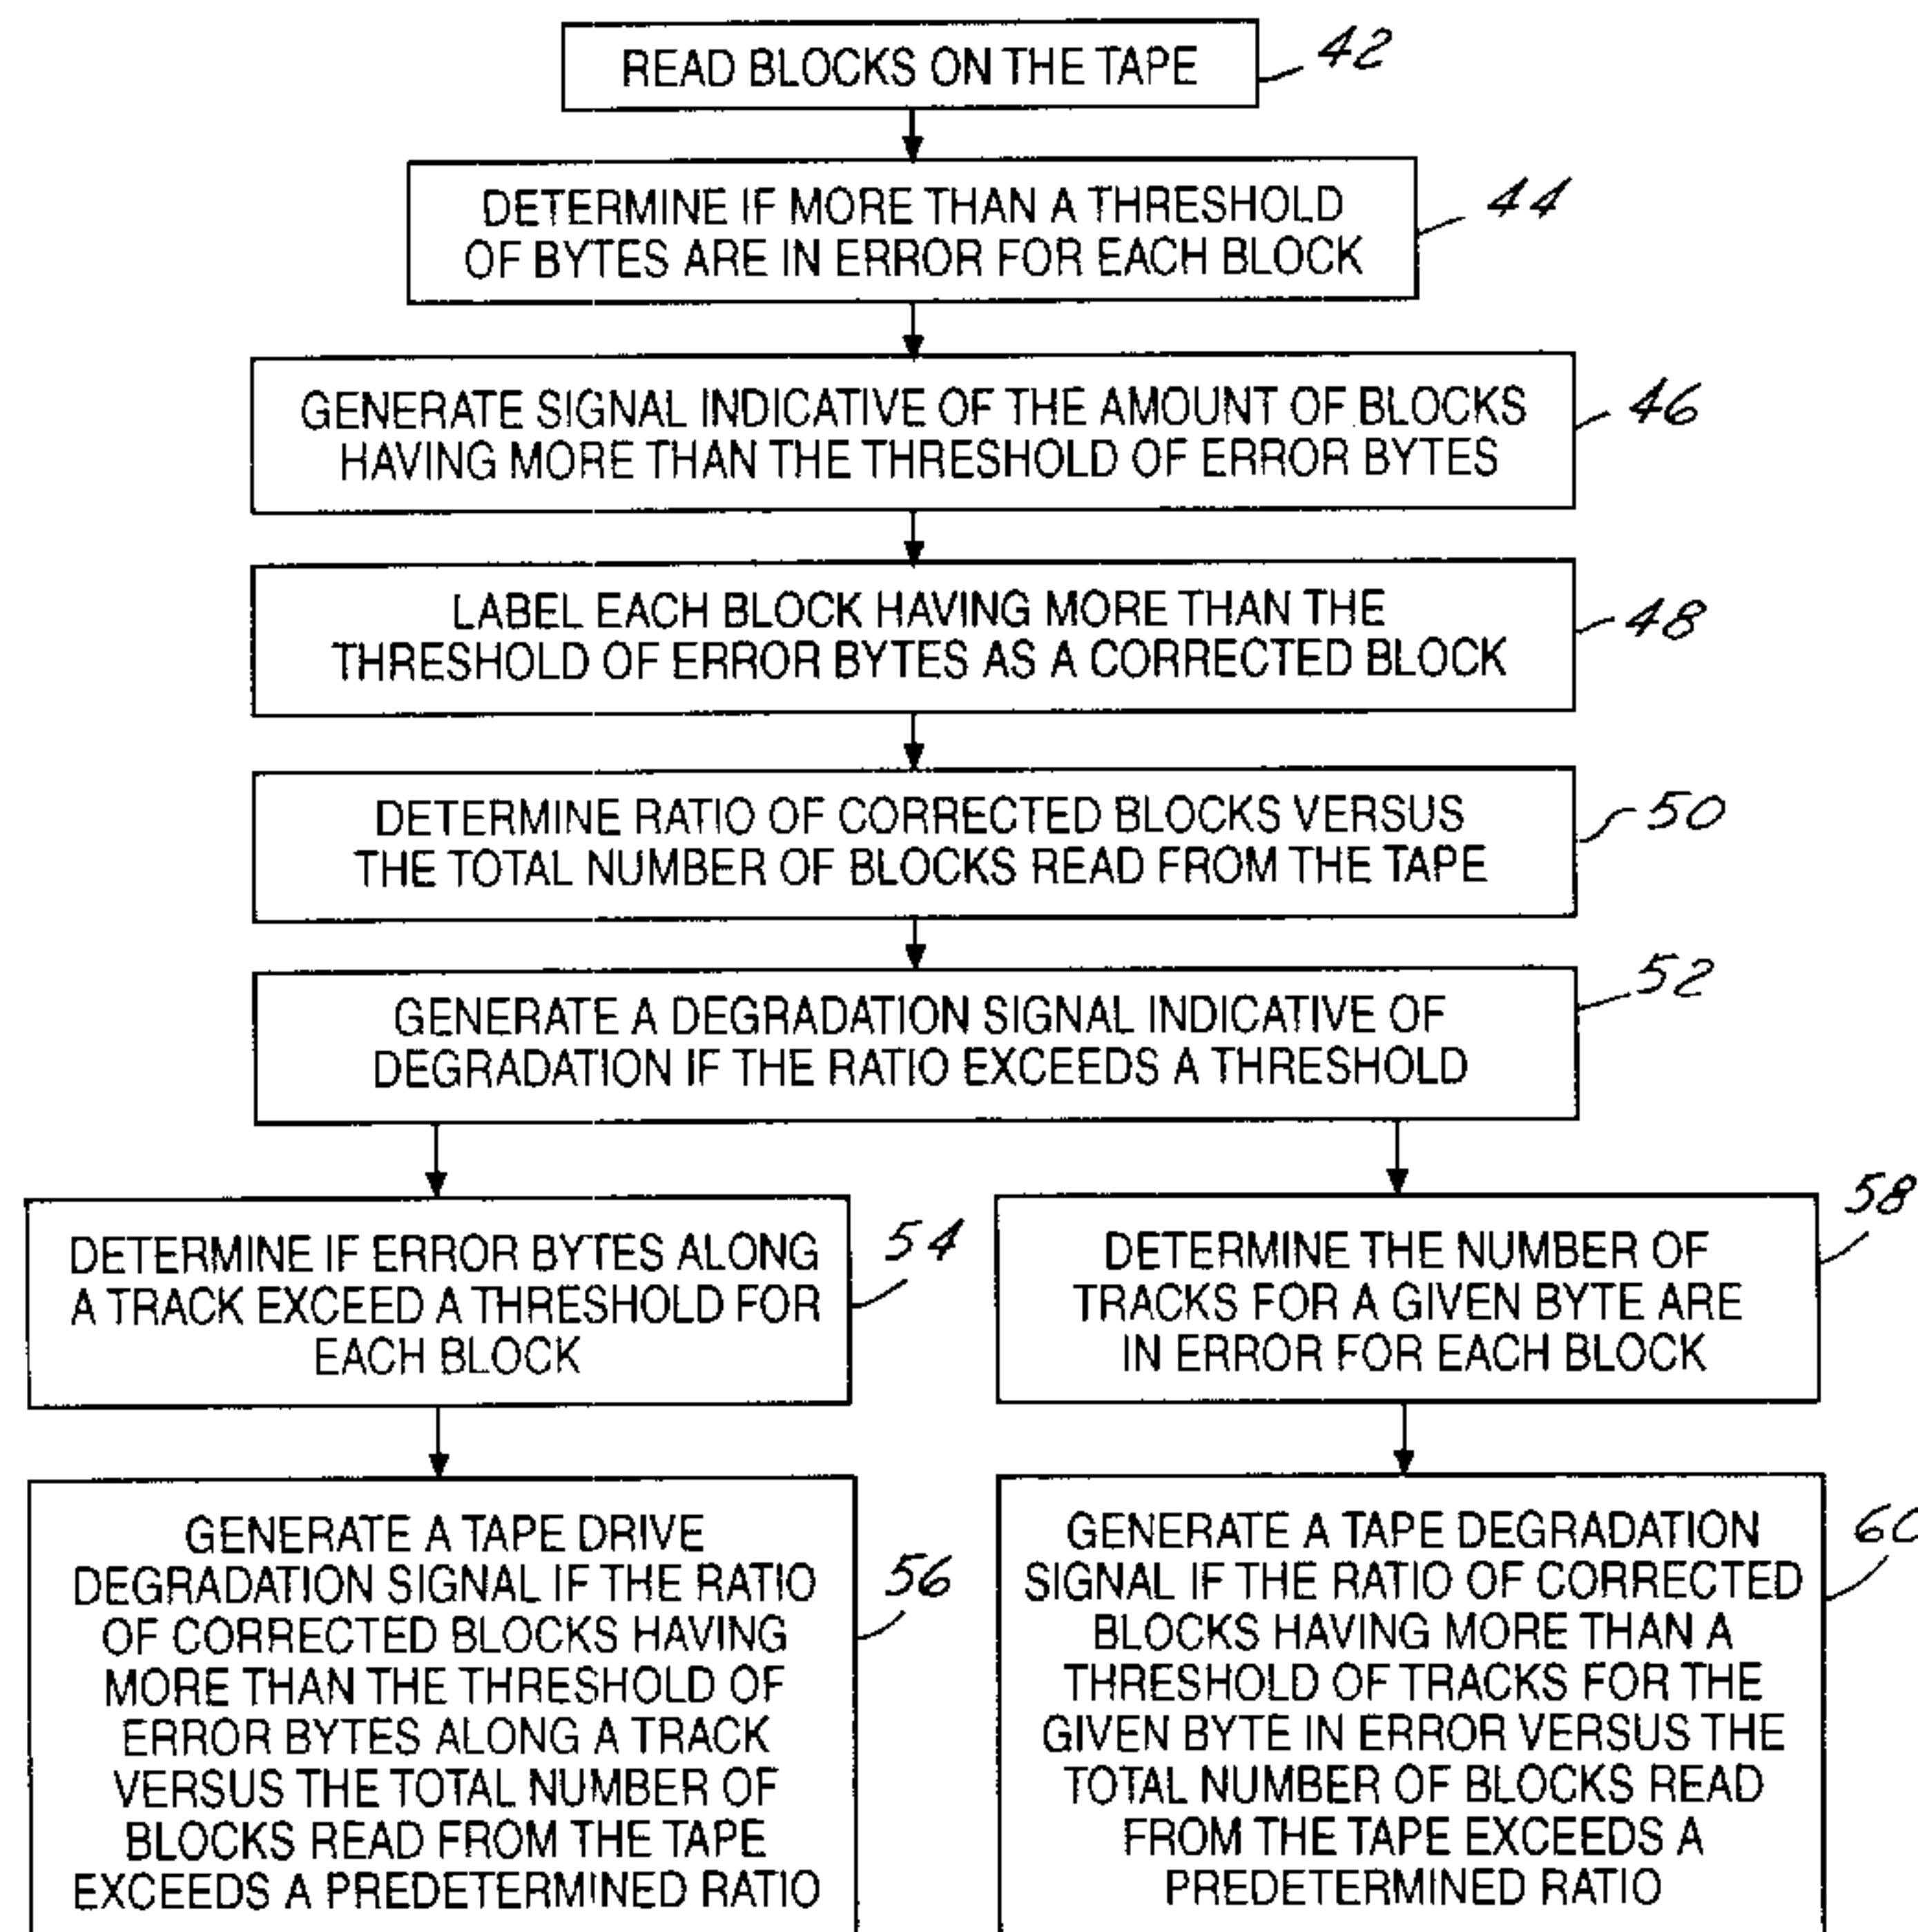 READ BLOCKS ON THE TAPE
42
DETERMINE IF MORE THAN A THRESHOLD
OF BYTES ARE IN ERROR FOR EACH BLOCK
44
GENERATE SIGNAL INDICATIVE OF THE AMOUNT OF BLOCKS
HAVING MORE THAN THE THRESHOLD OF ERROR BYTES
46
LABEL EACH BLOCK HAVING MORE THAN THE
THRESHOLD OF ERROR BYTES AS A CORRECTED BLOCK
48
DETERMINE RATIO OF CORRECTED BLOCKS VERSUS
THE TOTAL NUMBER OF BLOCKS READ FROM THE TAPE
50
GENERATE A DEGRADATION SIGNAL INDICATIVE OF
DEGRADATION IF THE RATIO EXCEEDS A THRESHOLD
52
DETERMINE IF ERROR BYTES ALONG
A TRACK EXCEED A THRESHOLD FOR
EACH BLOCK
54
DETERMINE THE NUMBER OF
TRACKS FOR A GIVEN BYTE ARE
IN ERROR FOR EACH BLOCK
58
GENERATE A TAPE DRIVE
DEGRADATION SIGNAL IF THE RATIO
OF CORRECTED BLOCKS HAVING
MORE THAN THE THRESHOLD OF
ERROR BYTES ALONG A TRACK
VERSUS THE TOTAL NUMBER OF
BLOCKS READ FROM THE TAPE
EXCEEDS A PREDETERMINED RATIO
56
GENERATE A TAPE DEGRADATION
SIGNAL IF THE RATIO OF CORRECTED
BLOCKS HAVING MORE THAN A
THRESHOLD OF TRACKS FOR THE
GIVEN BYTE IN ERROR VERSUS THE
TOTAL NUMBER OF BLOCKS READ
FROM THE TAPE EXCEEDS A
PREDETERMINED RATIO
60